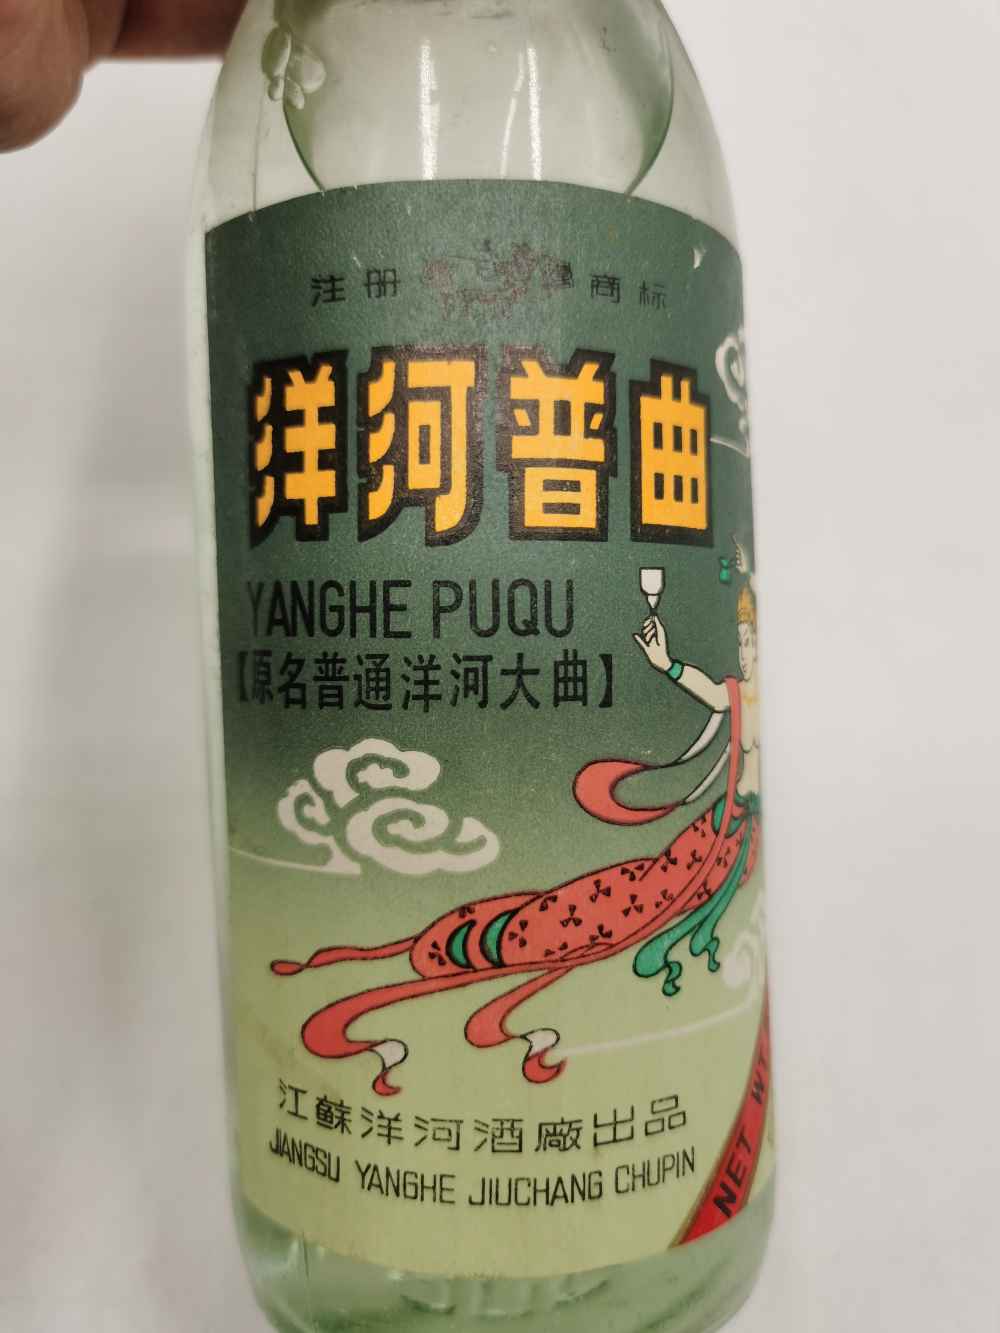 注册 商标
洋河普曲
YANGHE PUQU
【原名普通洋河大曲】
江蘇洋河酒廠出品
JIANGSU YANGHE JIUCHANG CHUPIN
NET WT